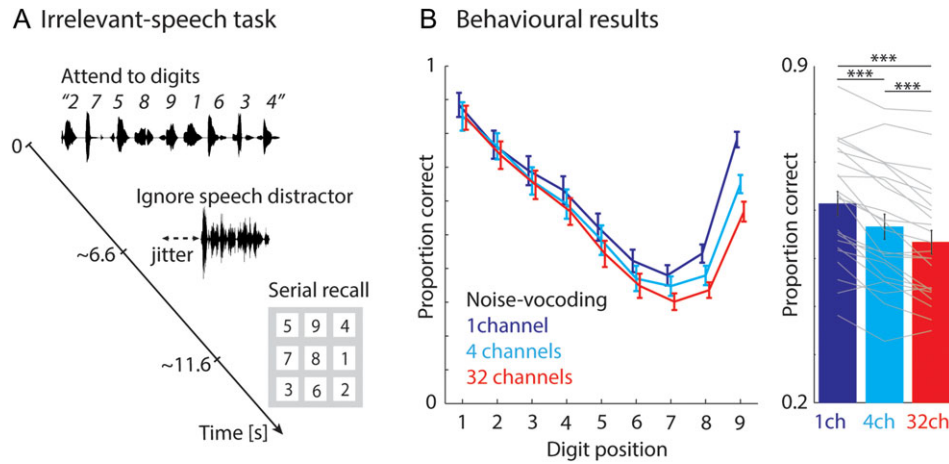 A Irrelevant-speech task
Attend to digits
"2 7 5 8 9 1 6 3 4"
0
Ignore speech distractor
jitter
~6.6
Serial recall
5 9 4
7 8 1
3 6 2
~11.6
Time [s]
B Behavioural results
1
Proportion correct
0
Noise-vocoding
1channel
4 channels
32 channels
1 2 3 4 5 6 7 8 9
Digit position
0.9
Proportion correct
0.2
***
*** ***
1ch 4ch 32ch